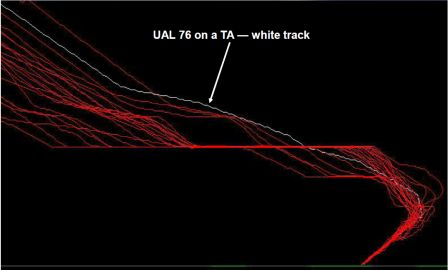 UAL 76 on a TA — white track